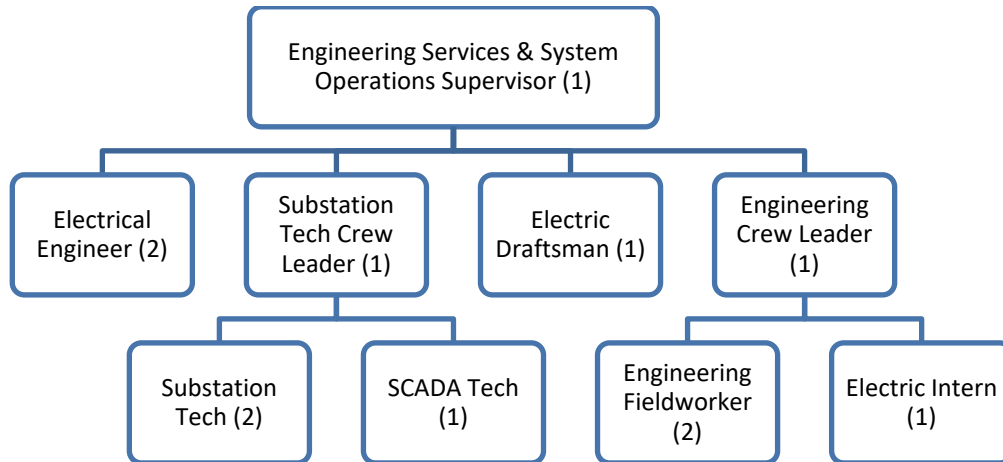 Engineering Services & System
Operations Supervisor (1)
Electrical
Engineer (2)
Substation
Tech Crew
Leader (1)
Electric
Draftsman (1)
Engineering
Crew Leader
(1)
Substation
Tech (2)
SCADA Tech
(1)
Engineering
Fieldworker
(2)
Electric Intern
(1)